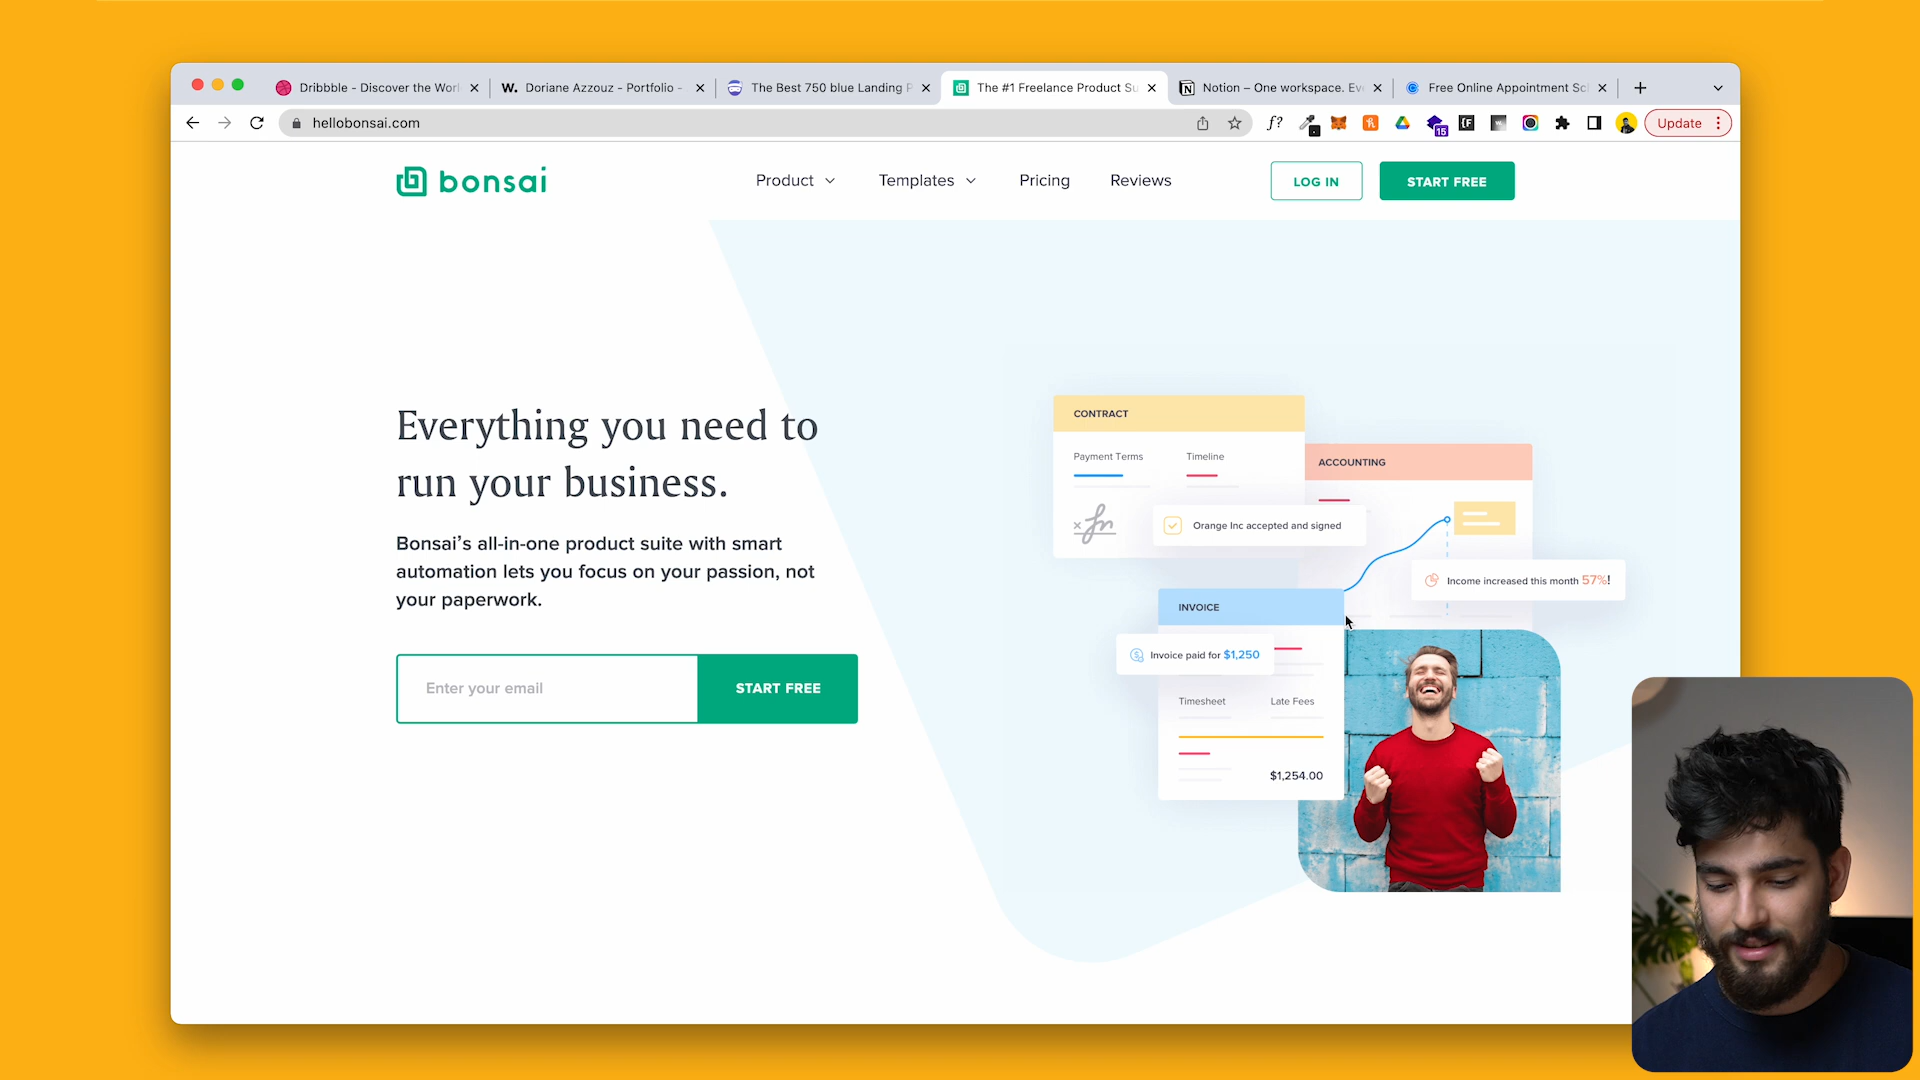 Dribbble - Discover the Worl
W. Doriane Azzouz - Portfolio -
The Best 750 blue Landing P
The #1 Freelance Product Su
Notion – One workspace. Eve
Free Online Appointment Sc
hellobonsai.com
f?
15
Update
bonsai
Product
Templates
Pricing
Reviews
LOG IN
START FREE
Everything you need to
run your business.
Bonsai’s all-in-one product suite with smart
automation lets you focus on your passion, not
your paperwork.
Enter your email
START FREE
CONTRACT
Payment Terms
Timeline
Orange Inc accepted and signed
ACCOUNTING
Income increased this month 57%!
INVOICE
Invoice paid for $1,250
Timesheet
Late Fees
$1,254.00